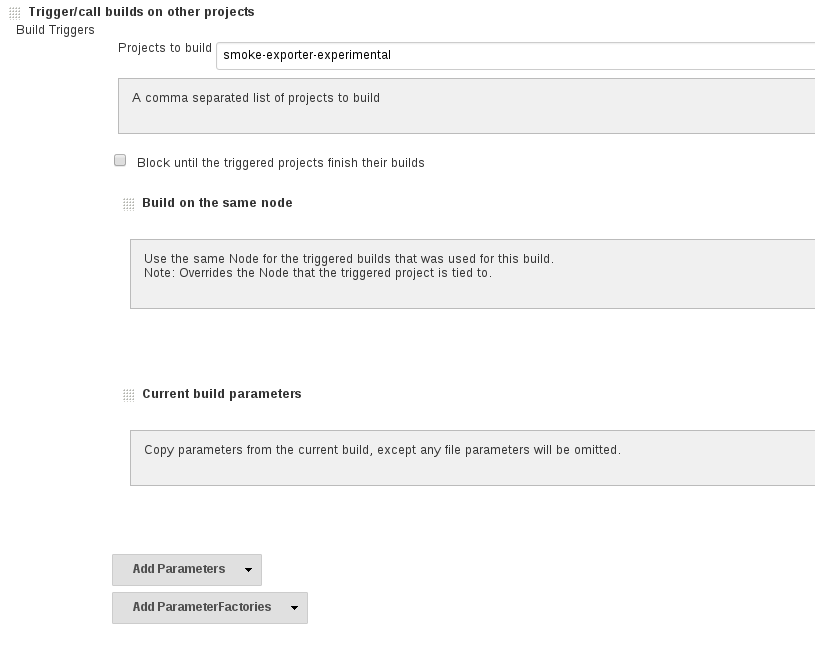 Trigger/call builds on other projects
Build Triggers
Projects to build smoke-exporter-experimental
A comma separated list of projects to build
Block until the triggered projects finish their builds
Build on the same node
Use the same Node for the triggered builds that was used for this build.
Note: Overrides the Node that the triggered project is tied to.
Current build parameters
Copy parameters from the current build, except any file parameters will be omitted.
Add Parameters
Add ParameterFactories